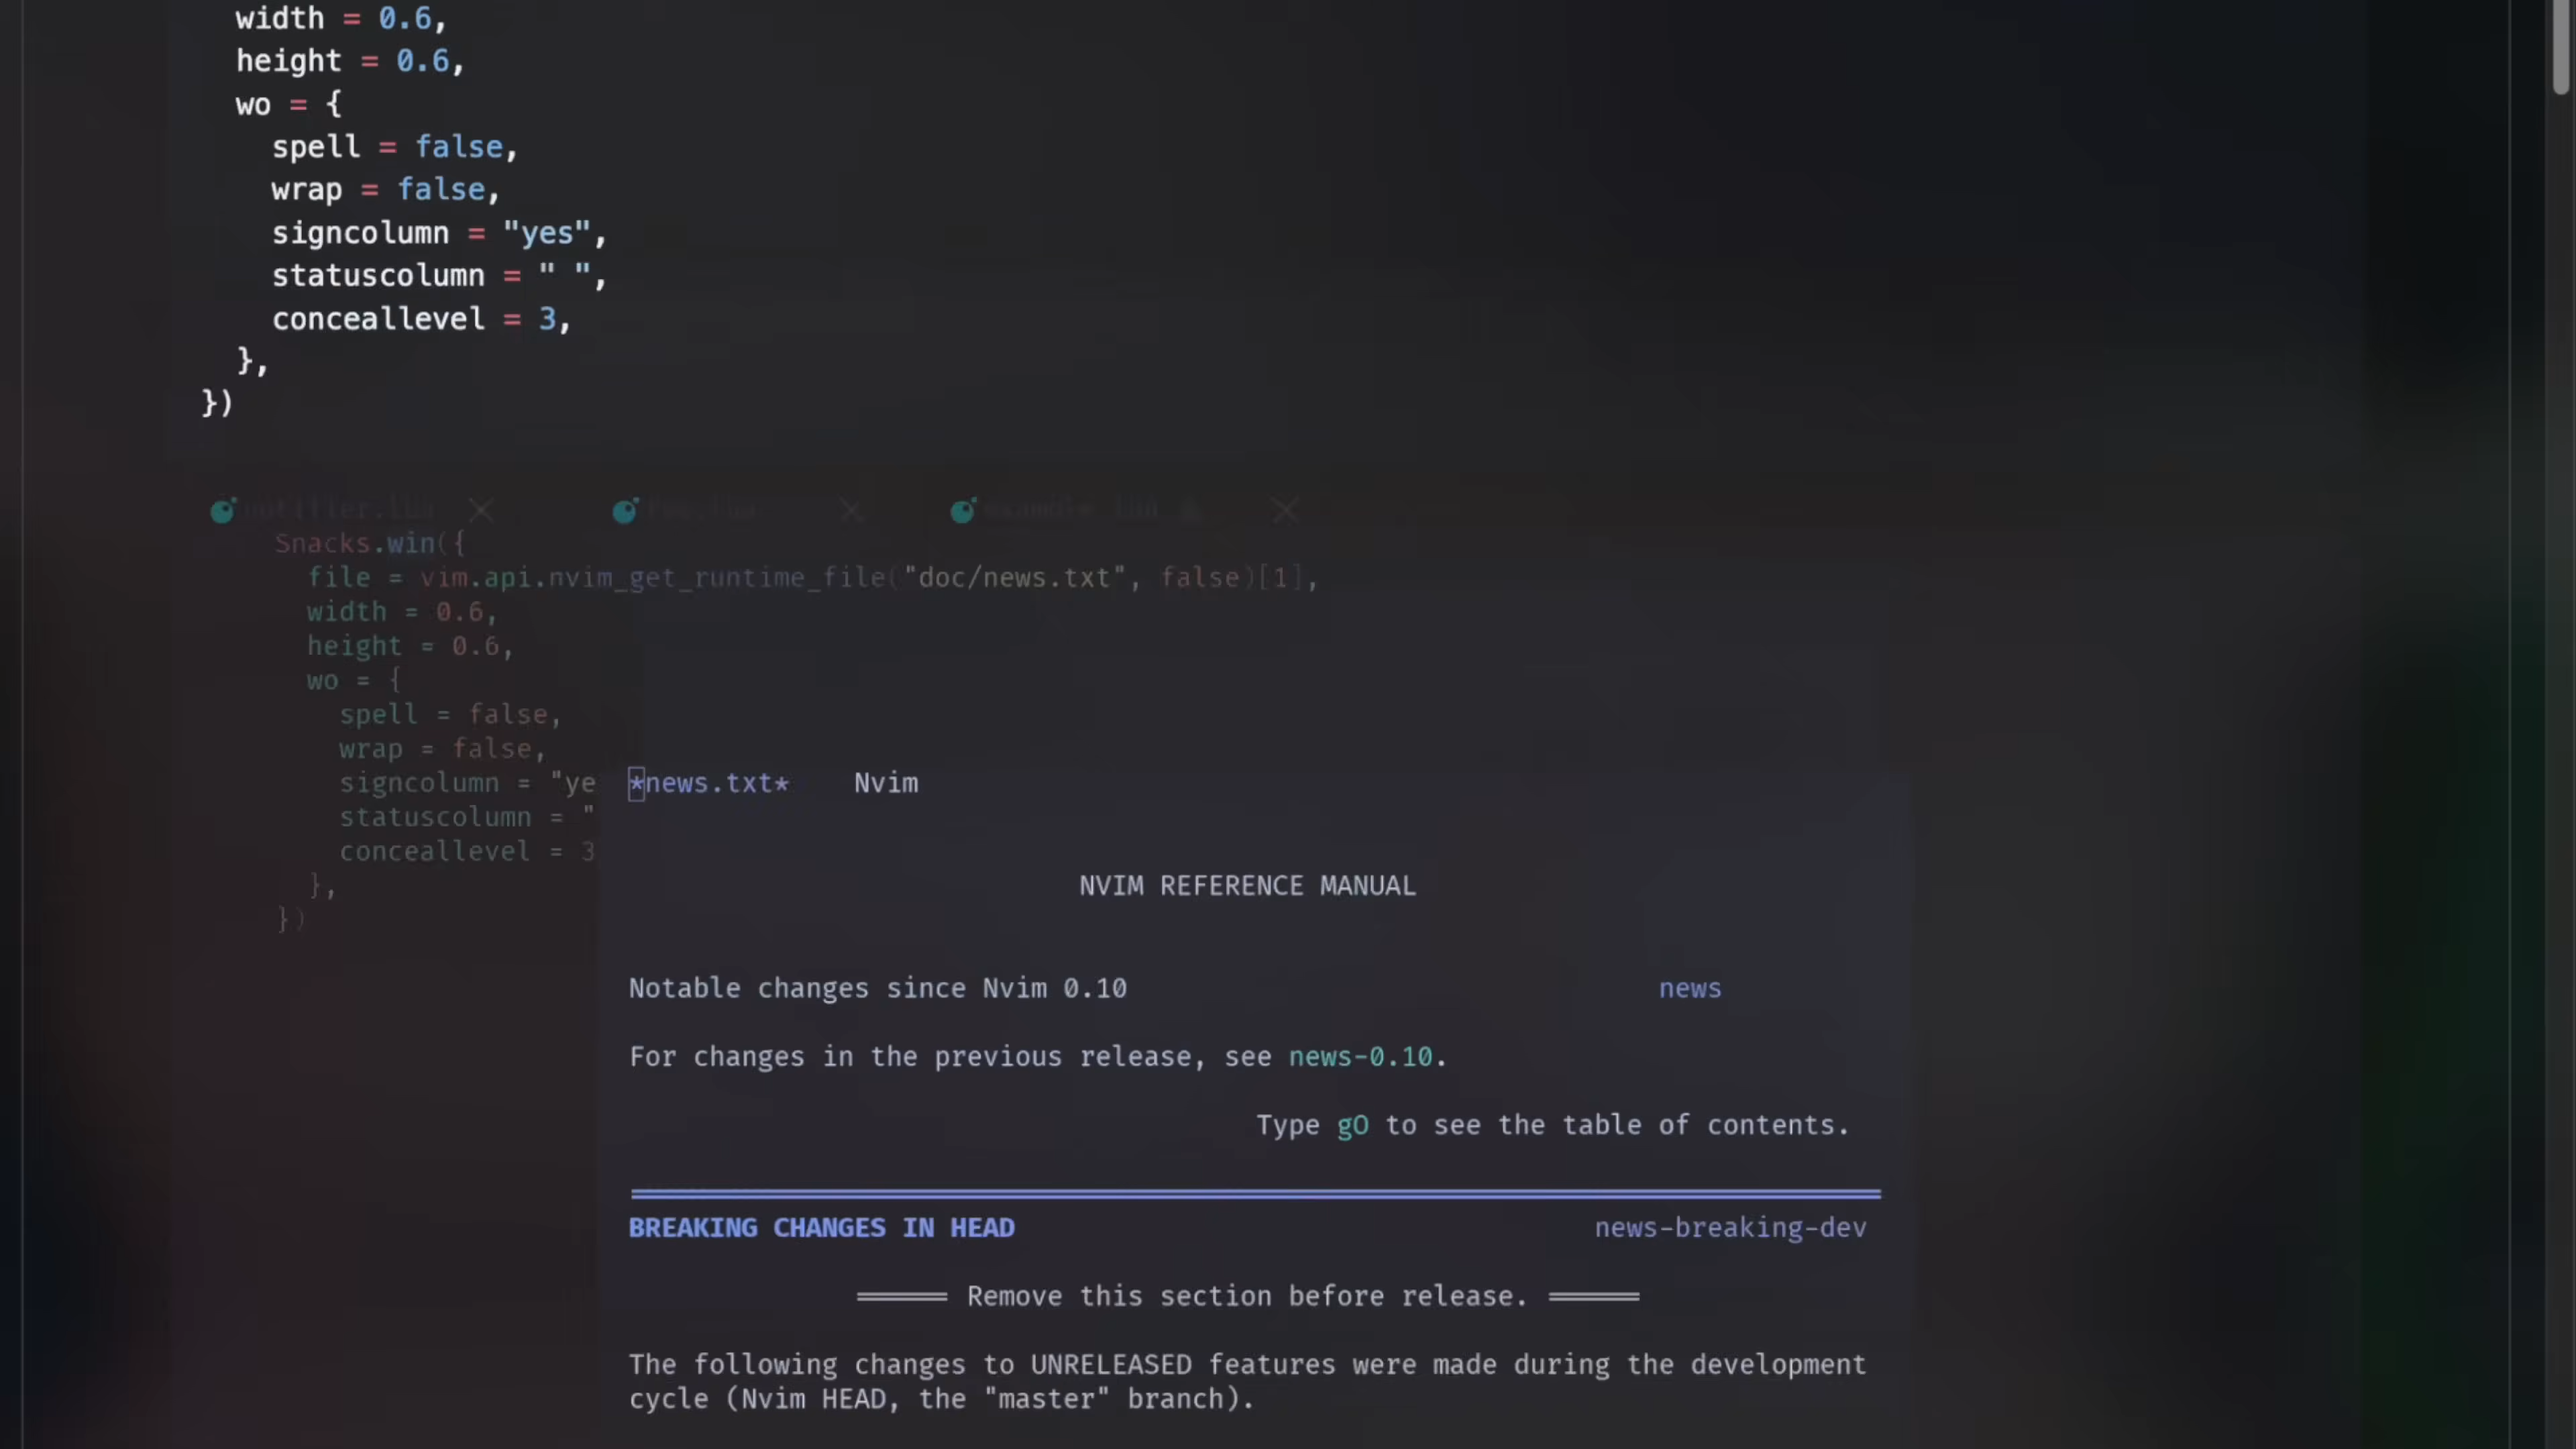 width = 0.6,
height = 0.6,
wo = {
spell = false,
wrap = false,
signcolumn = "yes",
statuscolumn = " ",
conceallevel = 3,
},
})
Snacks.win({
file = vim.api.nvim_get_runtime_file("doc/news.txt", false)[1],
width = 0.6,
height = 0.6,
wo = {
spell = false,
wrap = false,
signcolumn = "ye
statuscolumn = "
conceallevel = 3
},
})
*news.txt* Nvim
NVIM REFERENCE MANUAL
Notable changes since Nvim 0.10 news
For changes in the previous release, see news-0.10.
Type gO to see the table of contents.
BREAKING CHANGES IN HEAD news-breaking-dev
====== Remove this section before release. ======
The following changes to UNRELEASED features were made during the development
cycle (Nvim HEAD, the "master" branch).